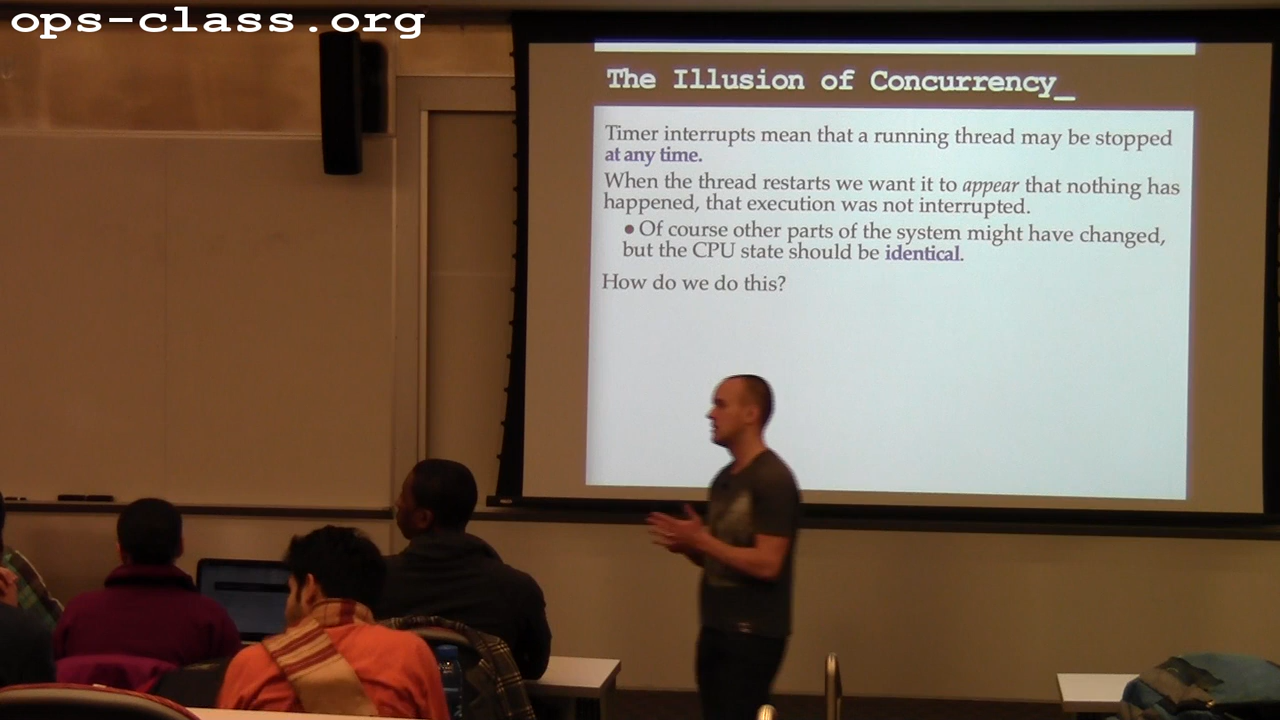 ops-class.org
The Illusion of Concurrency_
Timer interrupts mean that a running thread may be stopped
at any time.
When the thread restarts we want it to appear that nothing has
happened, that execution was not interrupted.
• Of course other parts of the system might have changed,
but the CPU state should be identical.
How do we do this?